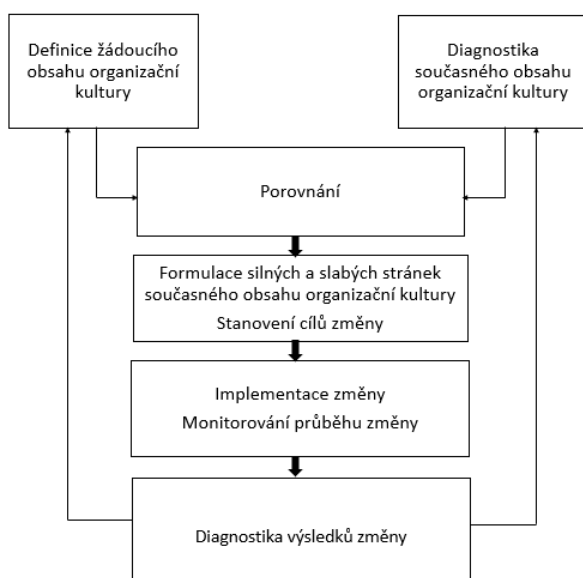 Definice žádoucího
obsahu organizační
kultury
Diagnostika
současného obsahu
organizační kultury
Porovnání
Formulace silných a slabých stránek
současného obsahu organizační kultury
Stanovení cílů změny
Implementace změny
Monitorování průběhu změny
Diagnostika výsledků změny